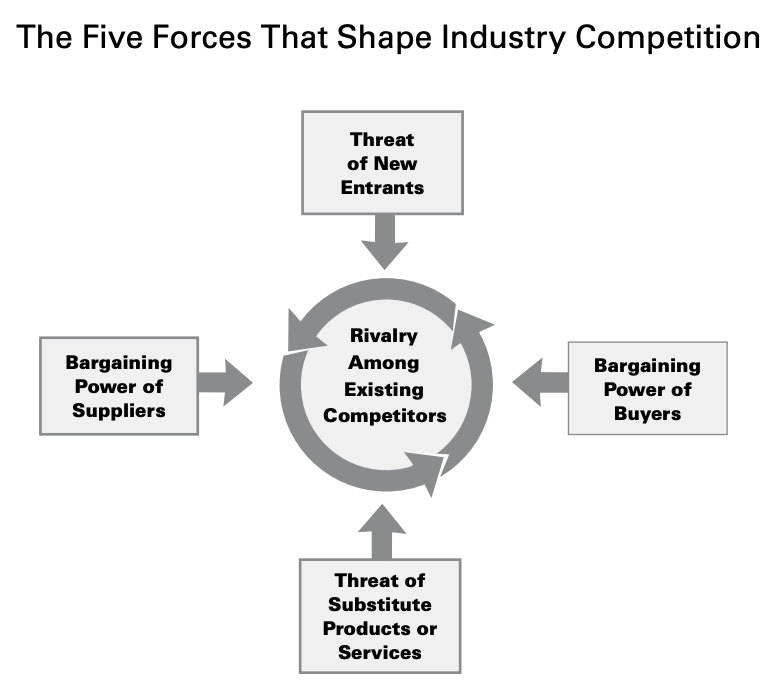 The Five Forces That Shape Industry Competition
Threat
of New
Entrants
Rivalry
Among
Existing
Competitors
Bargaining
Power of
Suppliers
Bargaining
Power of
Buyers
Threat of
Substitute
Products or
Services